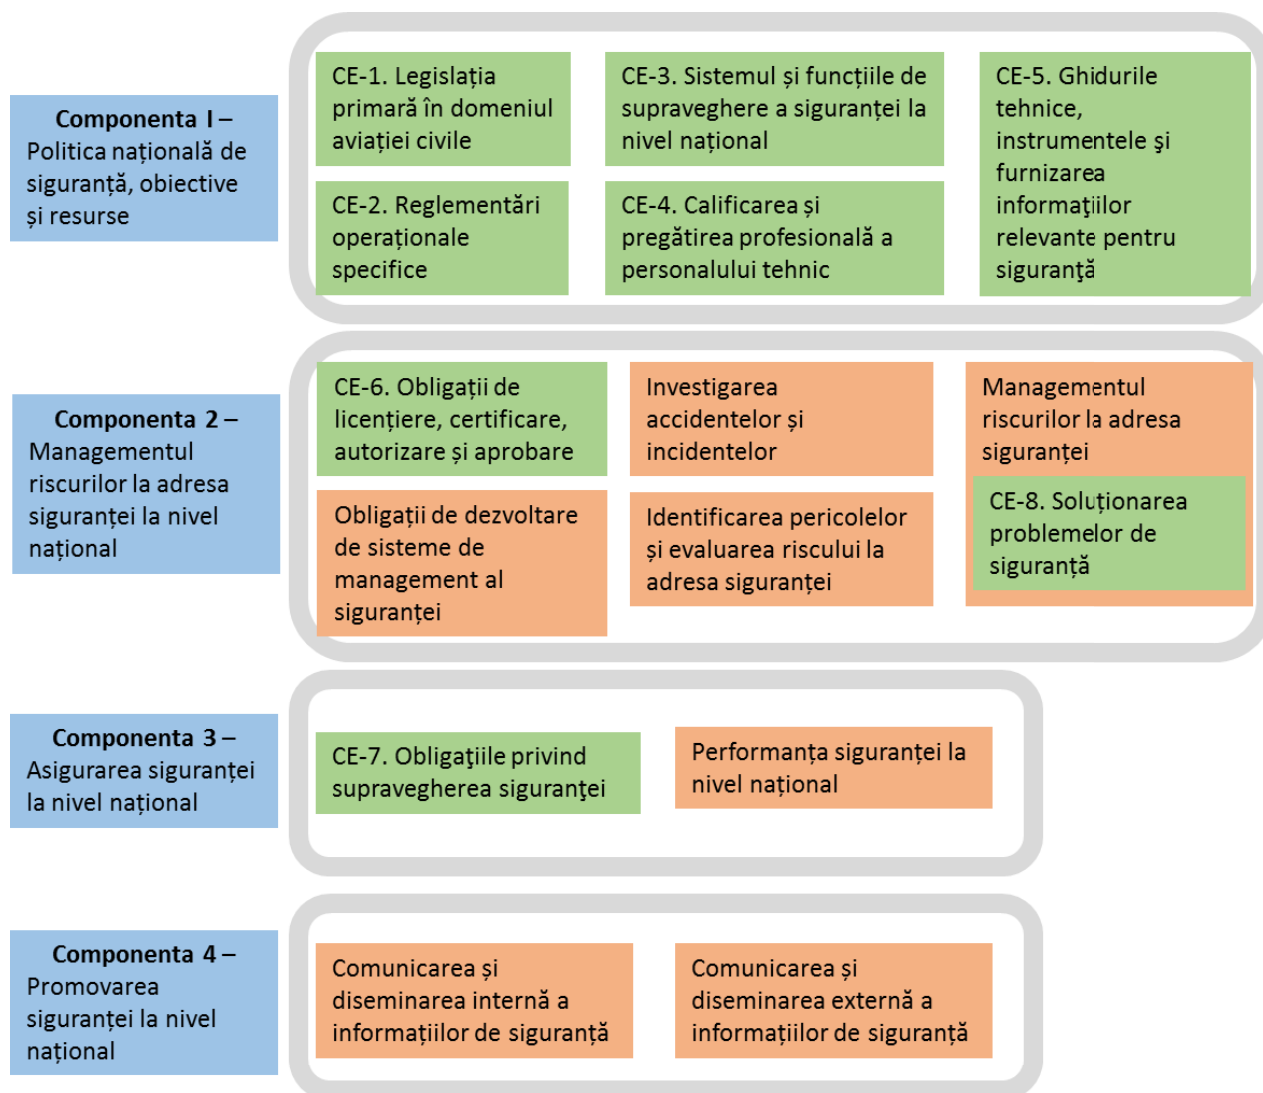 Componenta I –
Politica națională de
siguranță, obiective
și resurse
CE-1. Legislația
primară în domeniul
aviației civile
CE-2. Reglementări
operaționale
specifice
CE-3. Sistemul și funcțiile de
supraveghere a siguranței la
nivel național
CE-4. Calificarea și
pregătirea profesională a
personalului tehnic
CE-5. Ghidurile
tehnice,
instrumentele şi
furnizarea
informaţiilor
relevante pentru
siguranţă
Componenta 2 –
Managementul
riscurilor la adresa
siguranței la nivel
național
CE-6. Obligații de
licențiere, certificare,
autorizare și aprobare
Obligații de dezvoltare
de sisteme de
management al
siguranței
Investigarea
accidentelor și
incidentelor
Identificarea pericolelor
și evaluarea riscului la
adresa siguranței
Managementul
riscurilor la adresa
siguranței
CE-8. Soluționarea
problemelor de
siguranță
Componenta 3 –
Asigurarea siguranței
la nivel național
CE-7. Obligaţiile privind
supravegherea siguranţei
Performanța siguranței la
nivel național
Componenta 4 –
Promovarea
siguranței la nivel
național
Comunicarea și
diseminarea internă a
informațiilor de siguranță
Comunicarea și
diseminarea externă a
informațiilor de siguranță